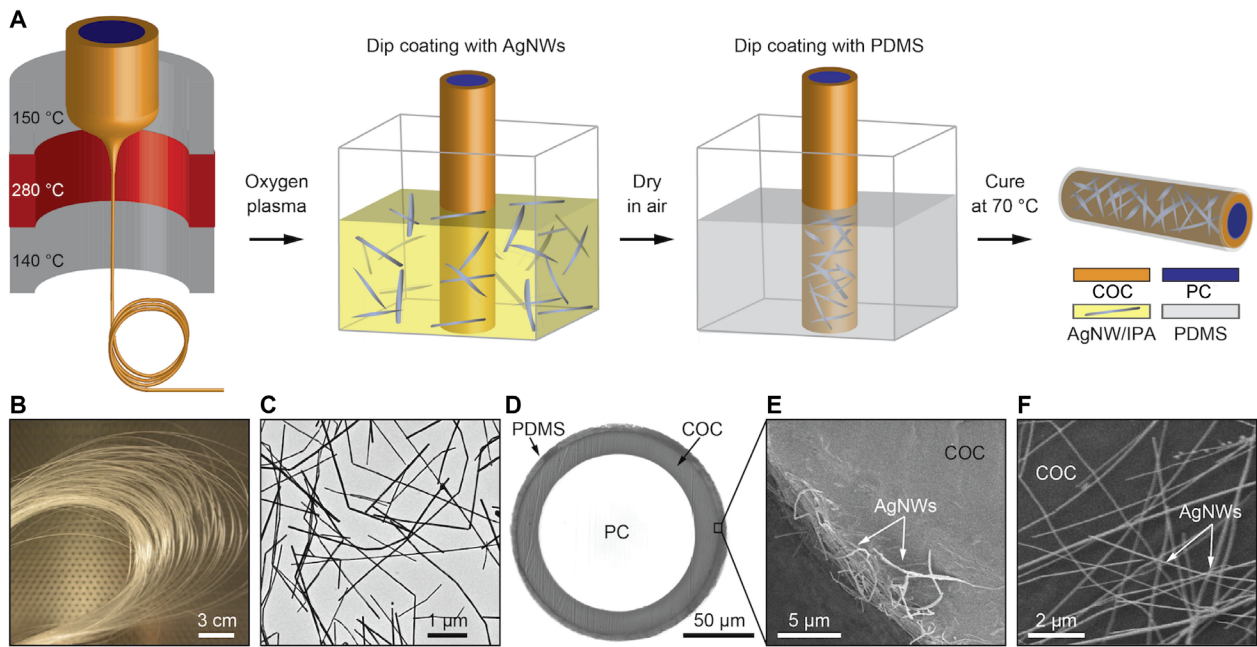 A
150 °C
280 °C
140 °C
Oxygen
plasma
Dip coating with AgNWs
Dry
in air
Dip coating with PDMS
Cure
at 70 °C
COC
PC
AgNW/IPA
PDMS
B
3 cm
C
1 µm
D
PDMS
COC
PC
50 µm
E
COC
AgNWs
5 µm
F
COC
AgNWs
2 µm